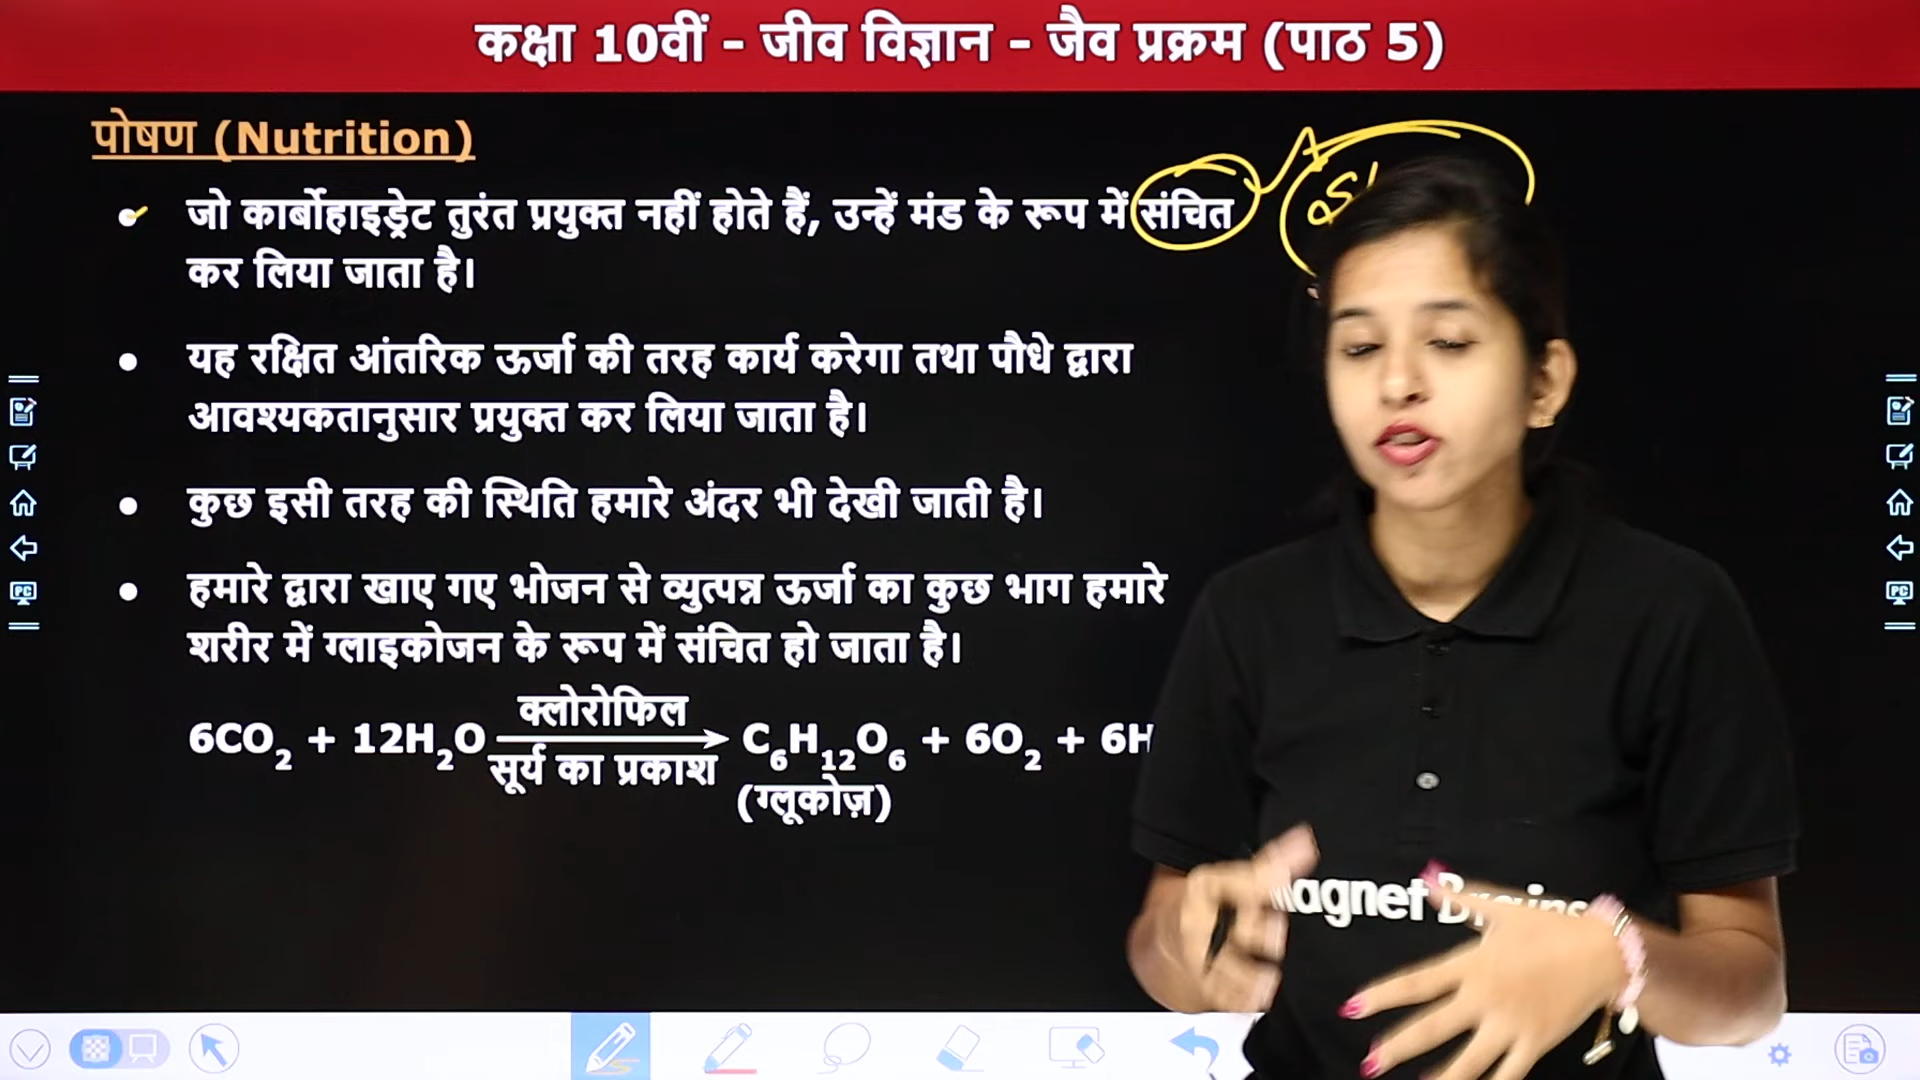 कक्षा 10वीं - जीव विज्ञान - जैव प्रक्रम (पाठ 5)
पोषण (Nutrition)
जो कार्बोहाइड्रेट तुरंत प्रयुक्त नहीं होते हैं, उन्हें मंड के रूप में संचित
कर लिया जाता है।
यह रक्षित आंतरिक ऊर्जा की तरह कार्य करेगा तथा पौधे द्वारा
आवश्यकतानुसार प्रयुक्त कर लिया जाता है।
कुछ इसी तरह की स्थिति हमारे अंदर भी देखी जाती है।
हमारे द्वारा खाए गए भोजन से व्युत्पन्न ऊर्जा का कुछ भाग हमारे
शरीर में ग्लाइकोजन के रूप में संचित हो जाता है।
क्लोरोफिल
6CO₂ + 12H₂O → C₆H₁₂O₆ + 6O₂ + 6H
सूर्य का प्रकाश
(ग्लूकोज़)
PC
PC